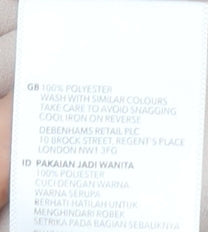 GB 100% POLYESTER
WASH WITH SIMILAR COLOURS
TAKE CARE TO AVOID SNAGGING
COOL IRON ON REVERSE
DEBENHAMS RETAIL PLC
10 BROCK STREET, REGENT'S PLACE
LONDON NW1 3FG
ID PAKAIAN JADI WANITA
100% POLIESTER
CUCI DENGAN WARNA
WARNA SERUPA
BERHATI-HATILAH UNTUK
MENGHINDARI ROBEK
SETRIKA PADA BAGIAN SEBALIKNYA